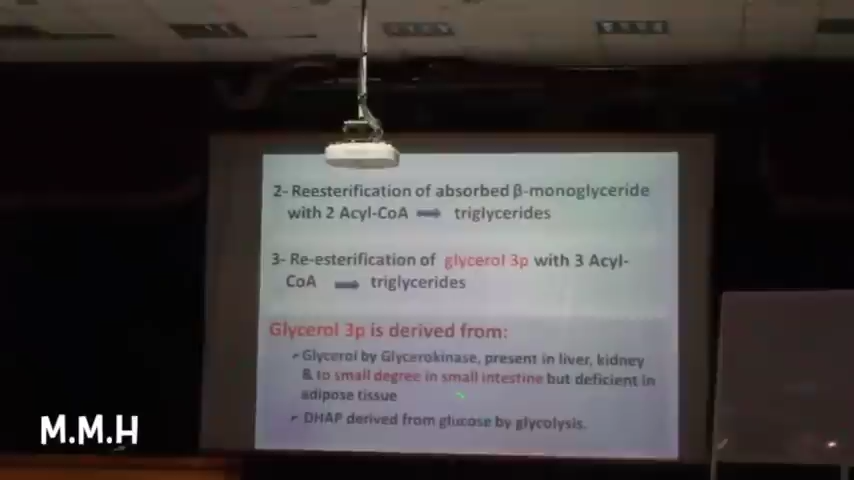 2- Reesterification of absorbed β-monoglyceride
with 2 Acyl-CoA ➡ triglycerides
3- Re-esterification of glycerol 3p with 3 Acyl-
CoA ➡ triglycerides
Glycerol 3p is derived from:
Glycerol by Glycerokinase, present in liver, kidney
& to small degree in small intestine but deficient in
adipose tissue
DHAP derived from glucose by glycolysis.
M.M.H